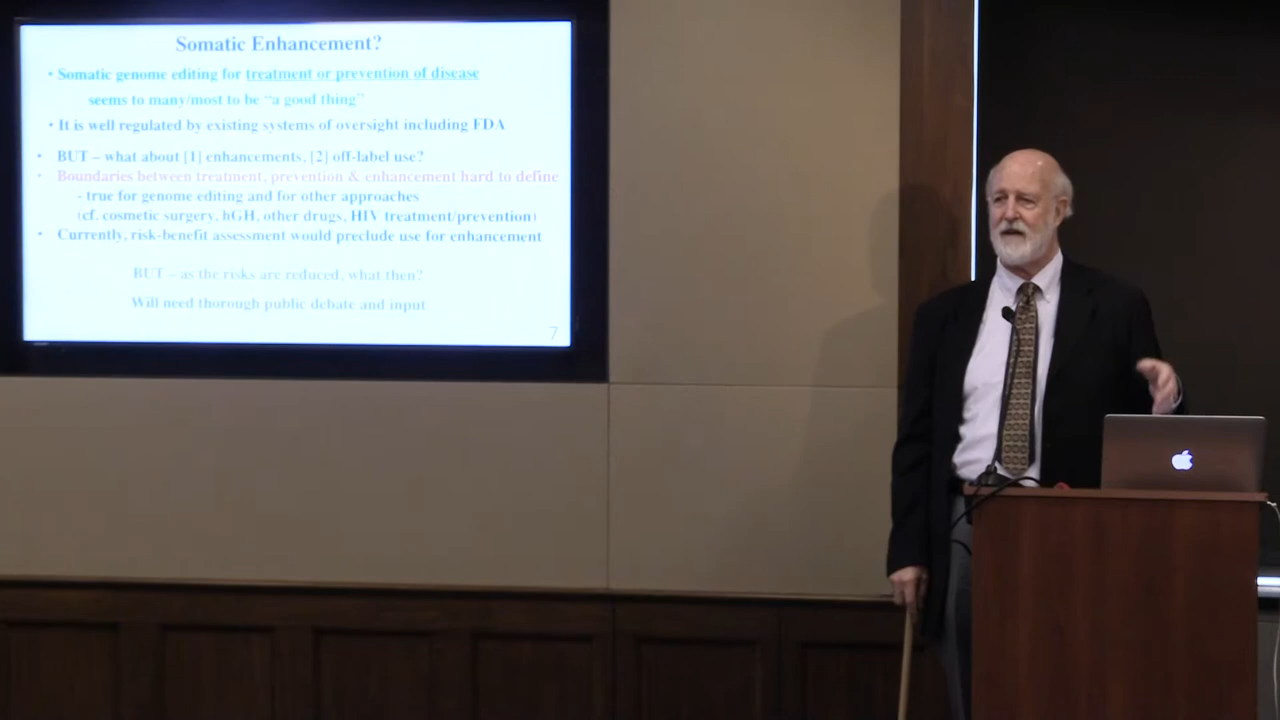 Somatic Enhancement?
• Somatic genome editing for treatment or prevention of disease
seems to many/most to be “a good thing”
• It is well regulated by existing systems of oversight including FDA
• BUT – what about [1] enhancements, [2] off-label use?
• Boundaries between treatment, prevention & enhancement hard to define
- true for genome editing and for other approaches
(cf. cosmetic surgery, hGH, other drugs, HIV treatment/prevention)
• Currently, risk-benefit assessment would preclude use for enhancement
BUT – as the risks are reduced, what then?
Will need thorough public debate and input
7